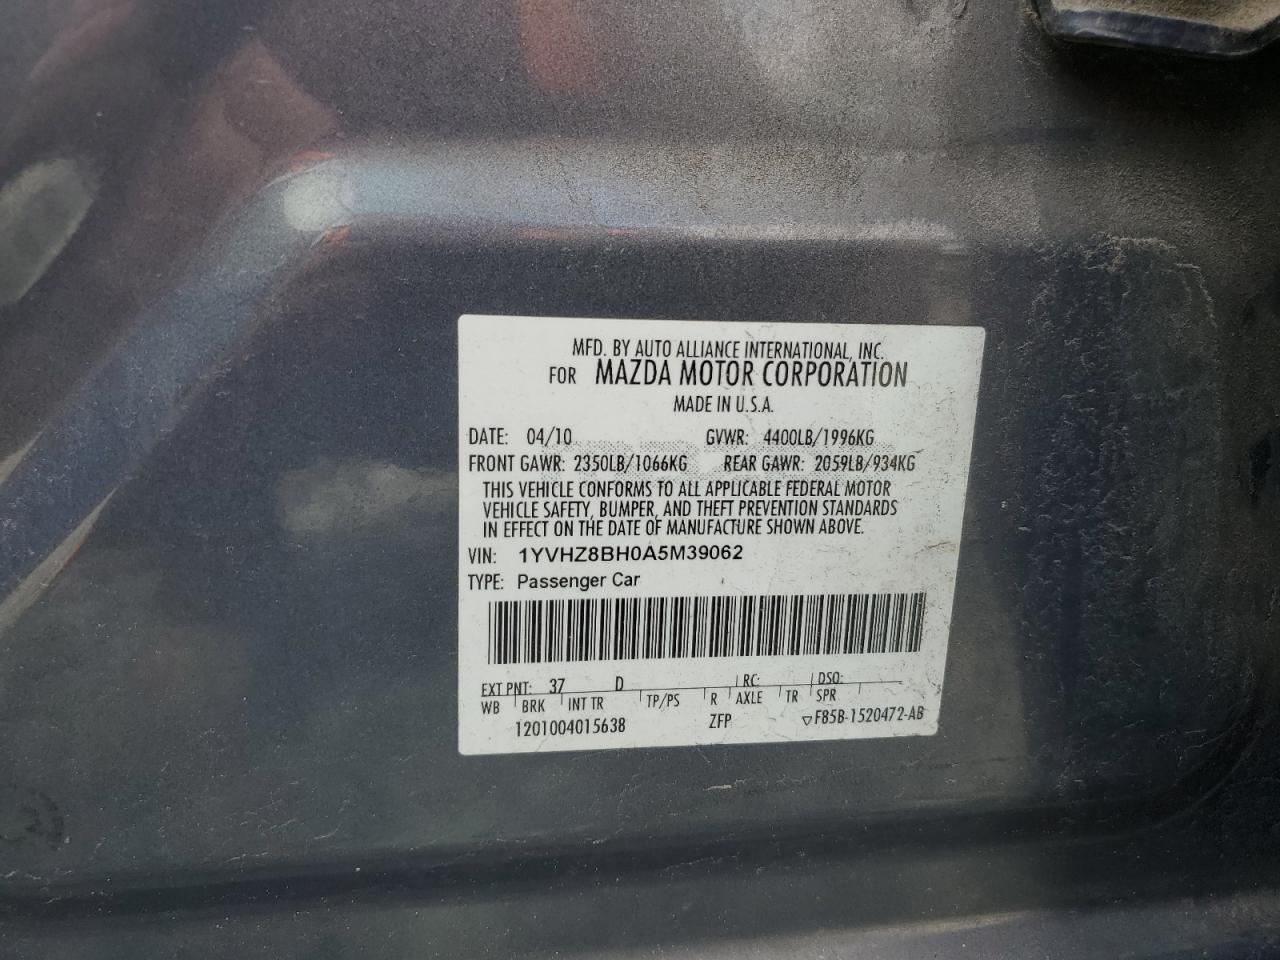 MFD. BY AUTO ALLIANCE INTERNATIONAL, INC.
FOR MAZDA MOTOR CORPORATION
MADE IN U.S.A.
DATE: 04/10 GVWR: 4400LB/1996KG
FRONT GAWR: 2350LB/1066KG REAR GAWR: 2059LB/934KG
THIS VEHICLE CONFORMS TO ALL APPLICABLE FEDERAL MOTOR
VEHICLE SAFETY, BUMPER, AND THEFT PREVENTION STANDARDS
IN EFFECT ON THE DATE OF MANUFACTURE SHOWN ABOVE.
VIN: 1YVHZ8BH0A5M39062
TYPE: Passenger Car
EXT PNT: 37 D RC: DSO:
WB BRK INT TR TP/PS R AXLE TR SPR
1201004015638 ZFP ▽F85B-1520472-AB